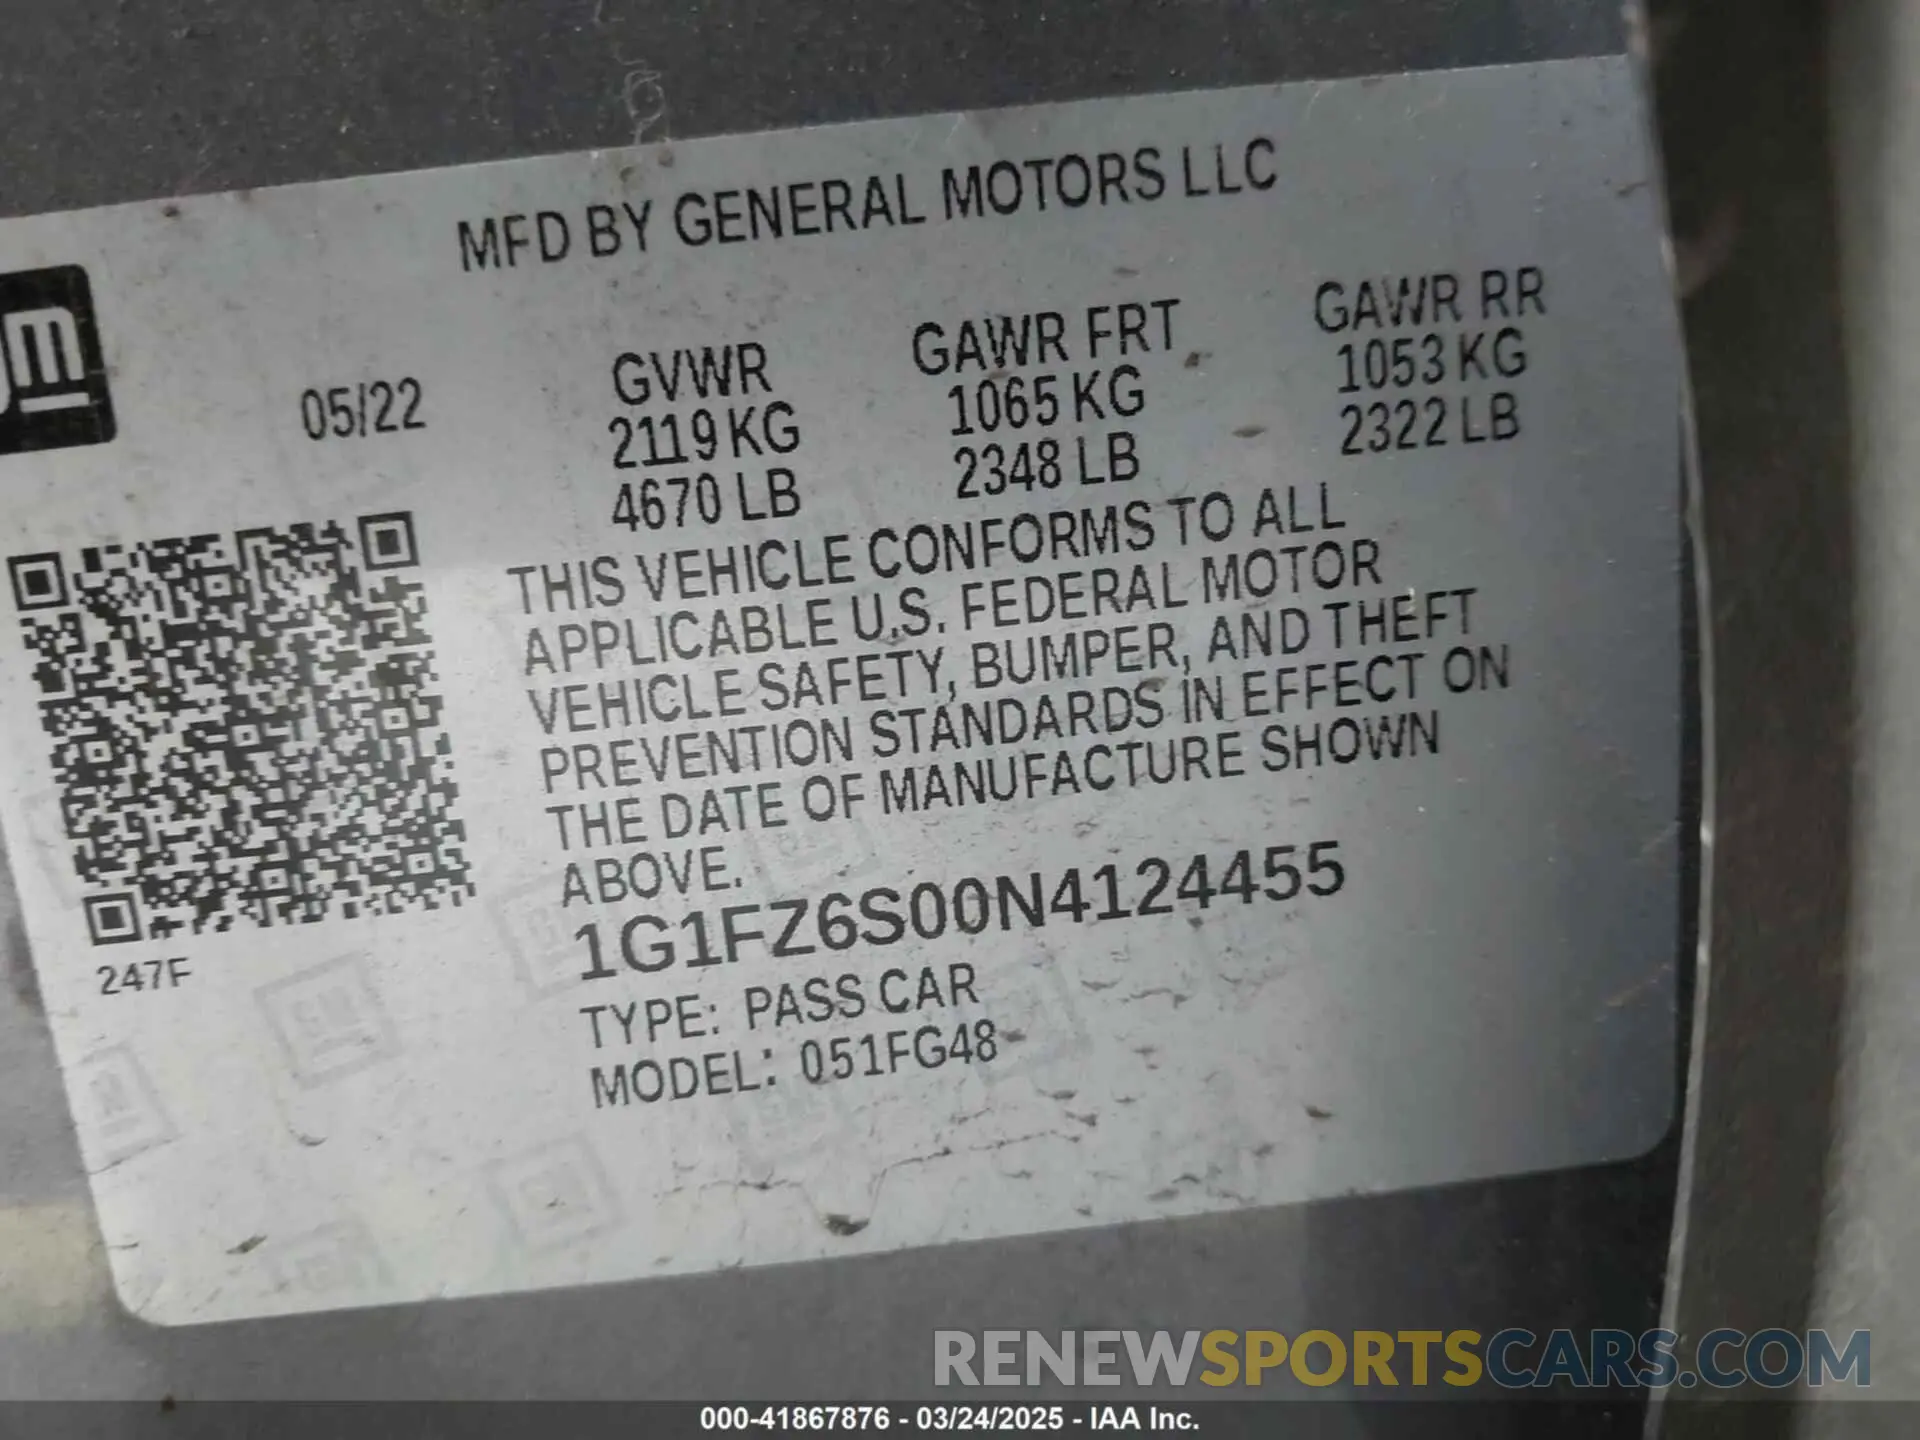 MFD BY GENERAL MOTORS LLC
05/22
GVWR
2119 KG
4670 LB
GAWR FRT
1065 KG
2348 LB
GAWR RR
1053 KG
2322 LB
THIS VEHICLE CONFORMS TO ALL
APPLICABLE U.S. FEDERAL MOTOR
VEHICLE SAFETY, BUMPER, AND THEFT
PREVENTION STANDARDS IN EFFECT ON
THE DATE OF MANUFACTURE SHOWN
ABOVE.
1G1FZ6S00N4124455
247F
TYPE: PASS CAR
MODEL: 051FG48
RENEWSPORTSCARS.COM
000-41867876 - 03/24/2025 - IAA Inc.